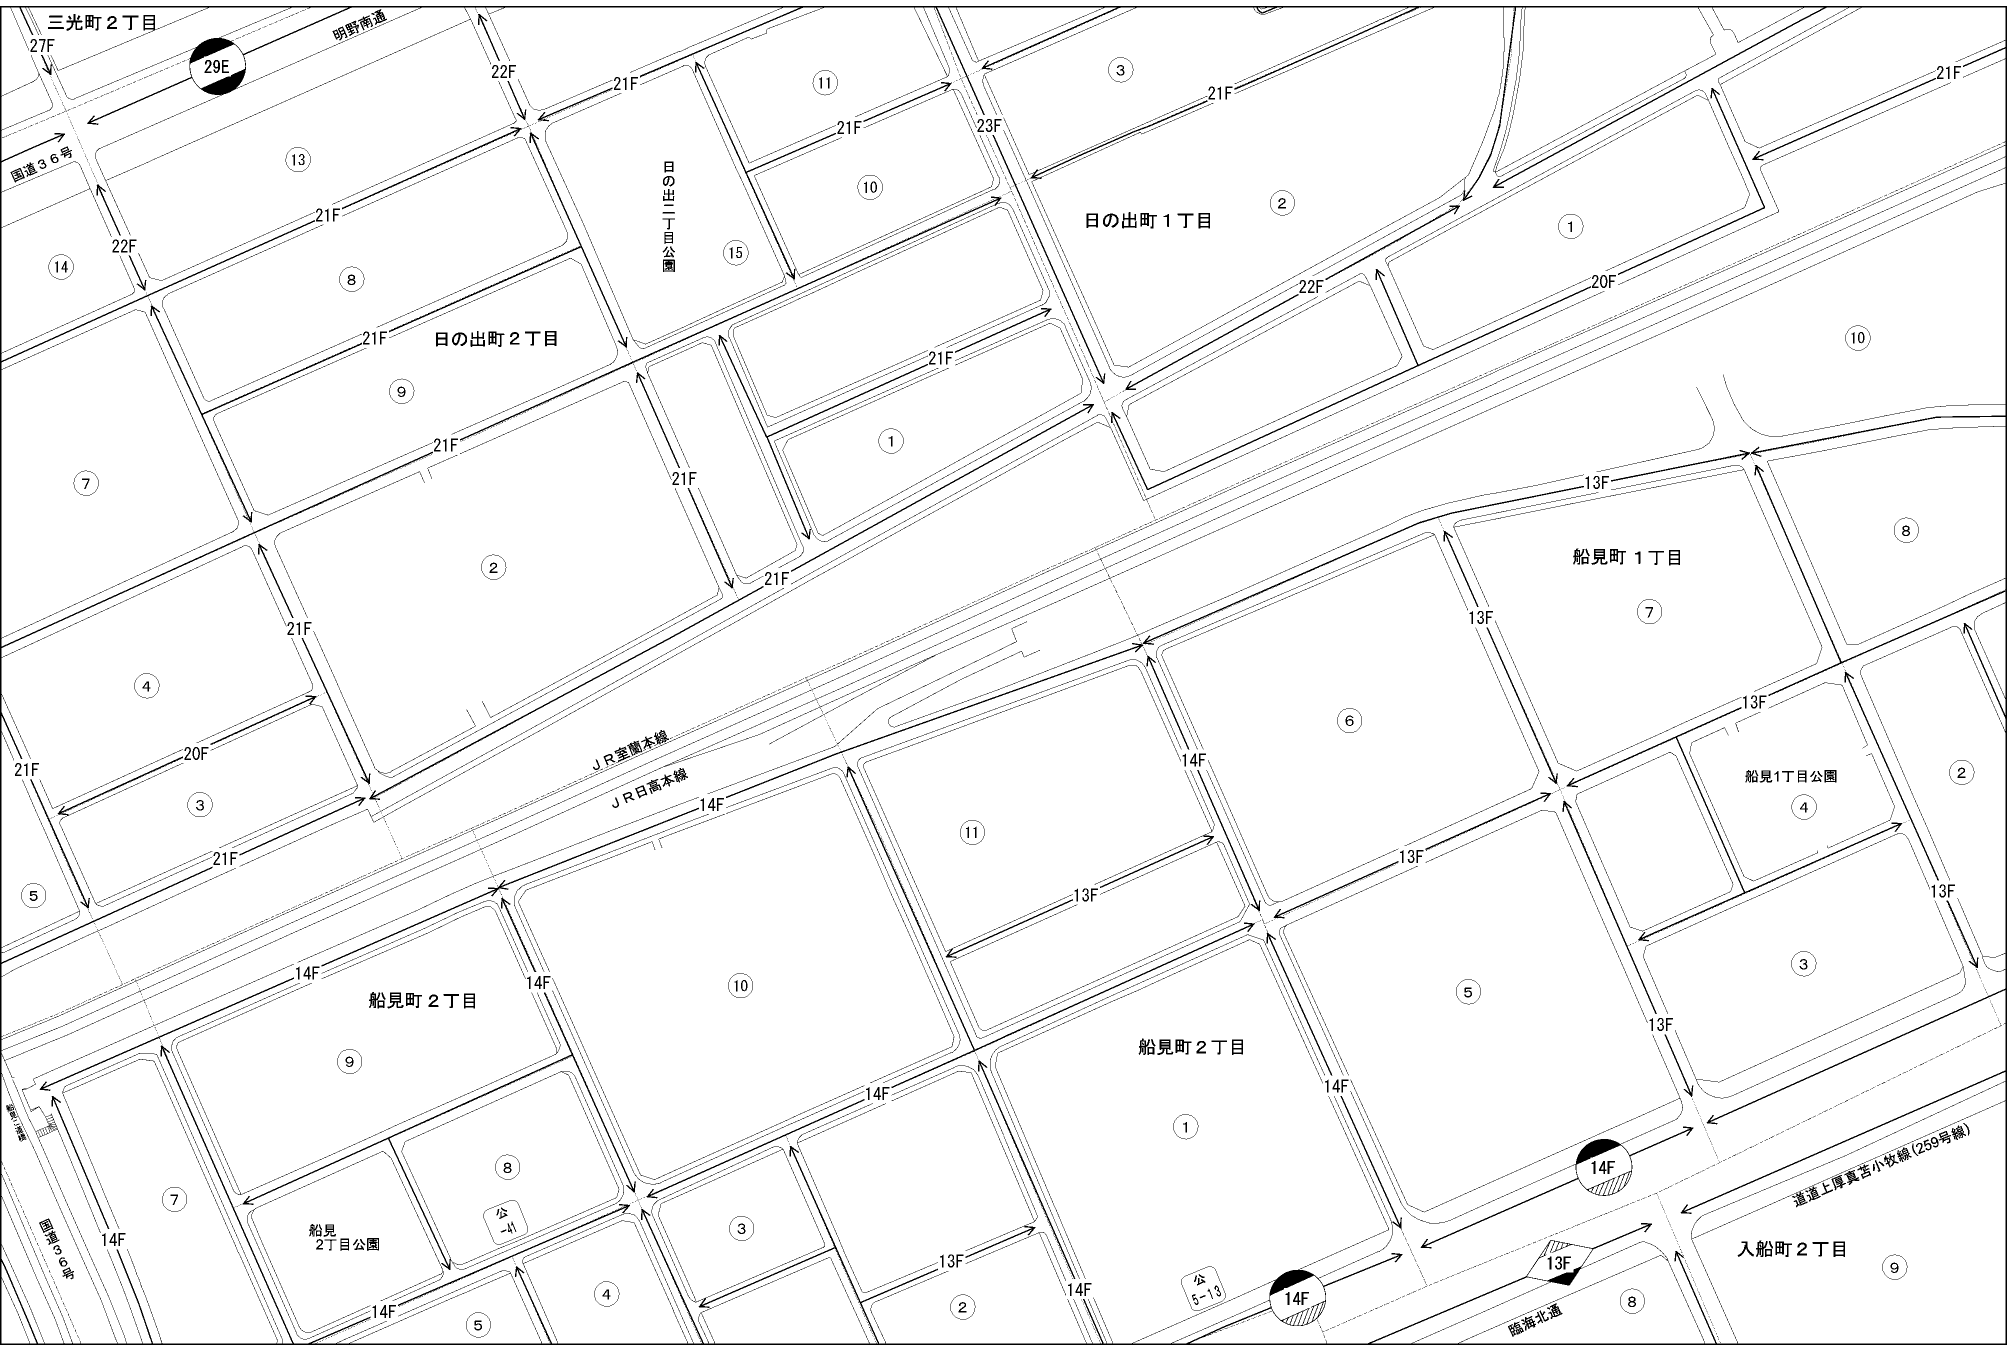 三光町２丁目
27F
29E
明野南通
22F
21F
11
3
21F
21F
23F
21F
国道３６号
13
日の出二丁目公園
10
日の出町１丁目
2
1
21F
22F
14
8
15
22F
20F
21F
日の出町２丁目
21F
10
9
21F
1
7
21F
13F
2
船見町１丁目
8
21F
21F
7
13F
4
6
13F
20F
21F
ＪＲ室蘭本線
ＪＲ日高本線
14F
14F
船見1丁目公園
2
4
3
11
13F
21F
5
13F
13F
14F
14F
船見町２丁目
10
5
3
9
13F
船見町２丁目
14F
14F
1
8
14F
道道上厚真苫小牧線(259号線)
7
公
-41
3
船見
2丁目公園
国道３６号
14F
13F
入船町２丁目
9
13F
公
5-13
14F
14F
4
2
8
14F
5
臨海北通